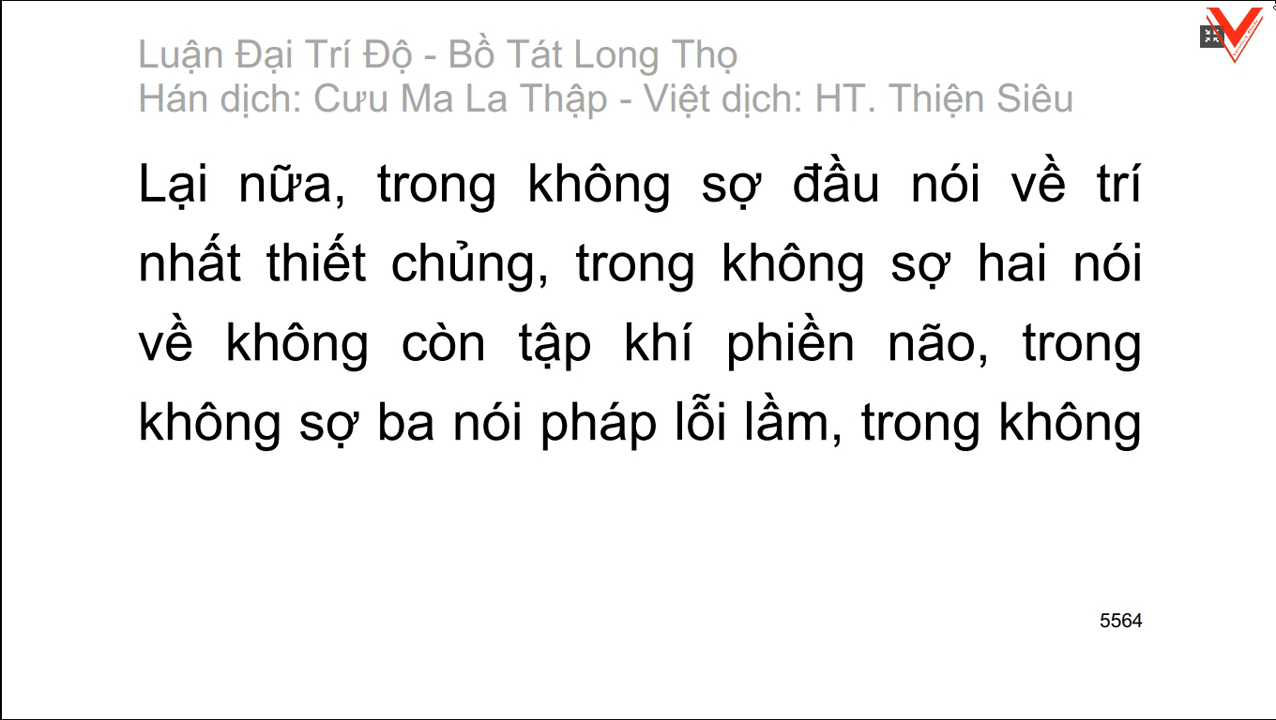 Luận Đại Trí Độ - Bồ Tát Long Thọ
Hán dịch: Cưu Ma La Thập - Việt dịch: HT. Thiện Siêu
Lại nữa, trong không sợ đầu nói về trí
nhất thiết chủng, trong không sợ hai nói
về không còn tập khí phiền não, trong
không sợ ba nói pháp lỗi lầm, trong không
5564